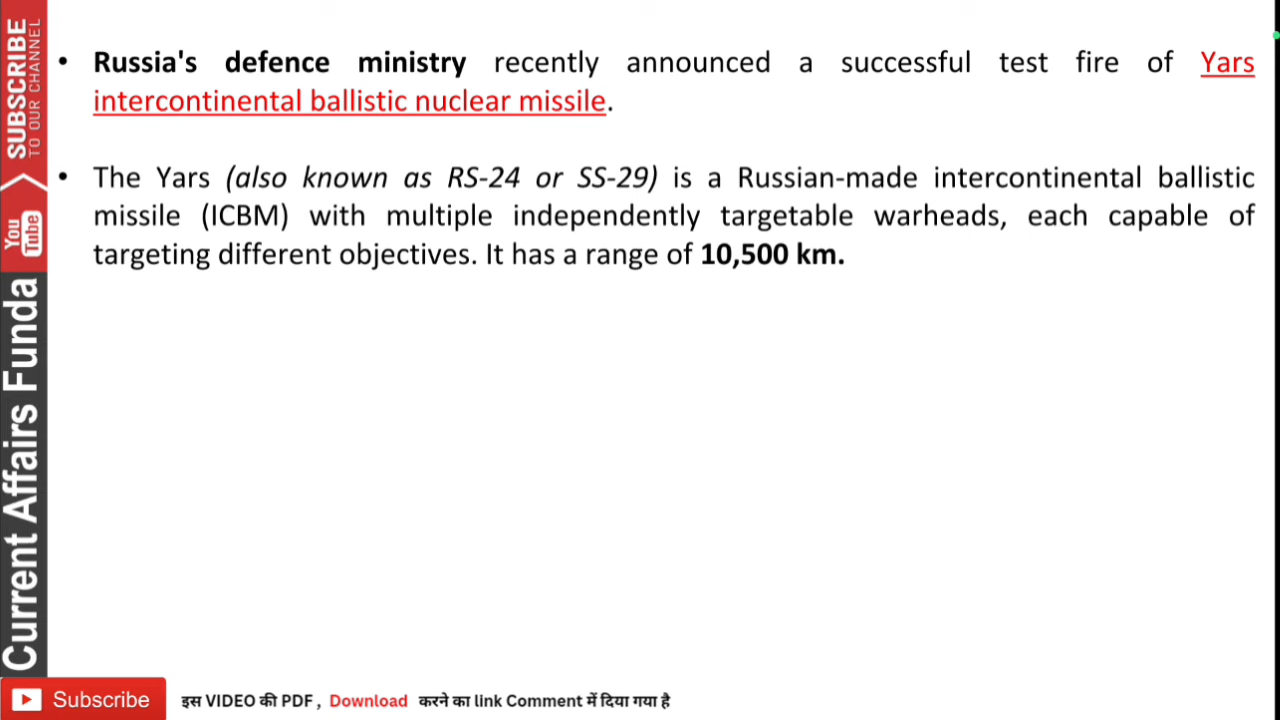 • Russia's defence ministry recently announced a successful test fire of Yars
intercontinental ballistic nuclear missile.
• The Yars (also known as RS-24 or SS-29) is a Russian-made intercontinental ballistic
missile (ICBM) with multiple independently targetable warheads, each capable of
targeting different objectives. It has a range of 10,500 km.
SUBSCRIBE
TO OUR CHANNEL
You
Tube
Current Affairs Funda
Subscribe
इस VIDEO की PDF , Download करने का link Comment में दिया गया है